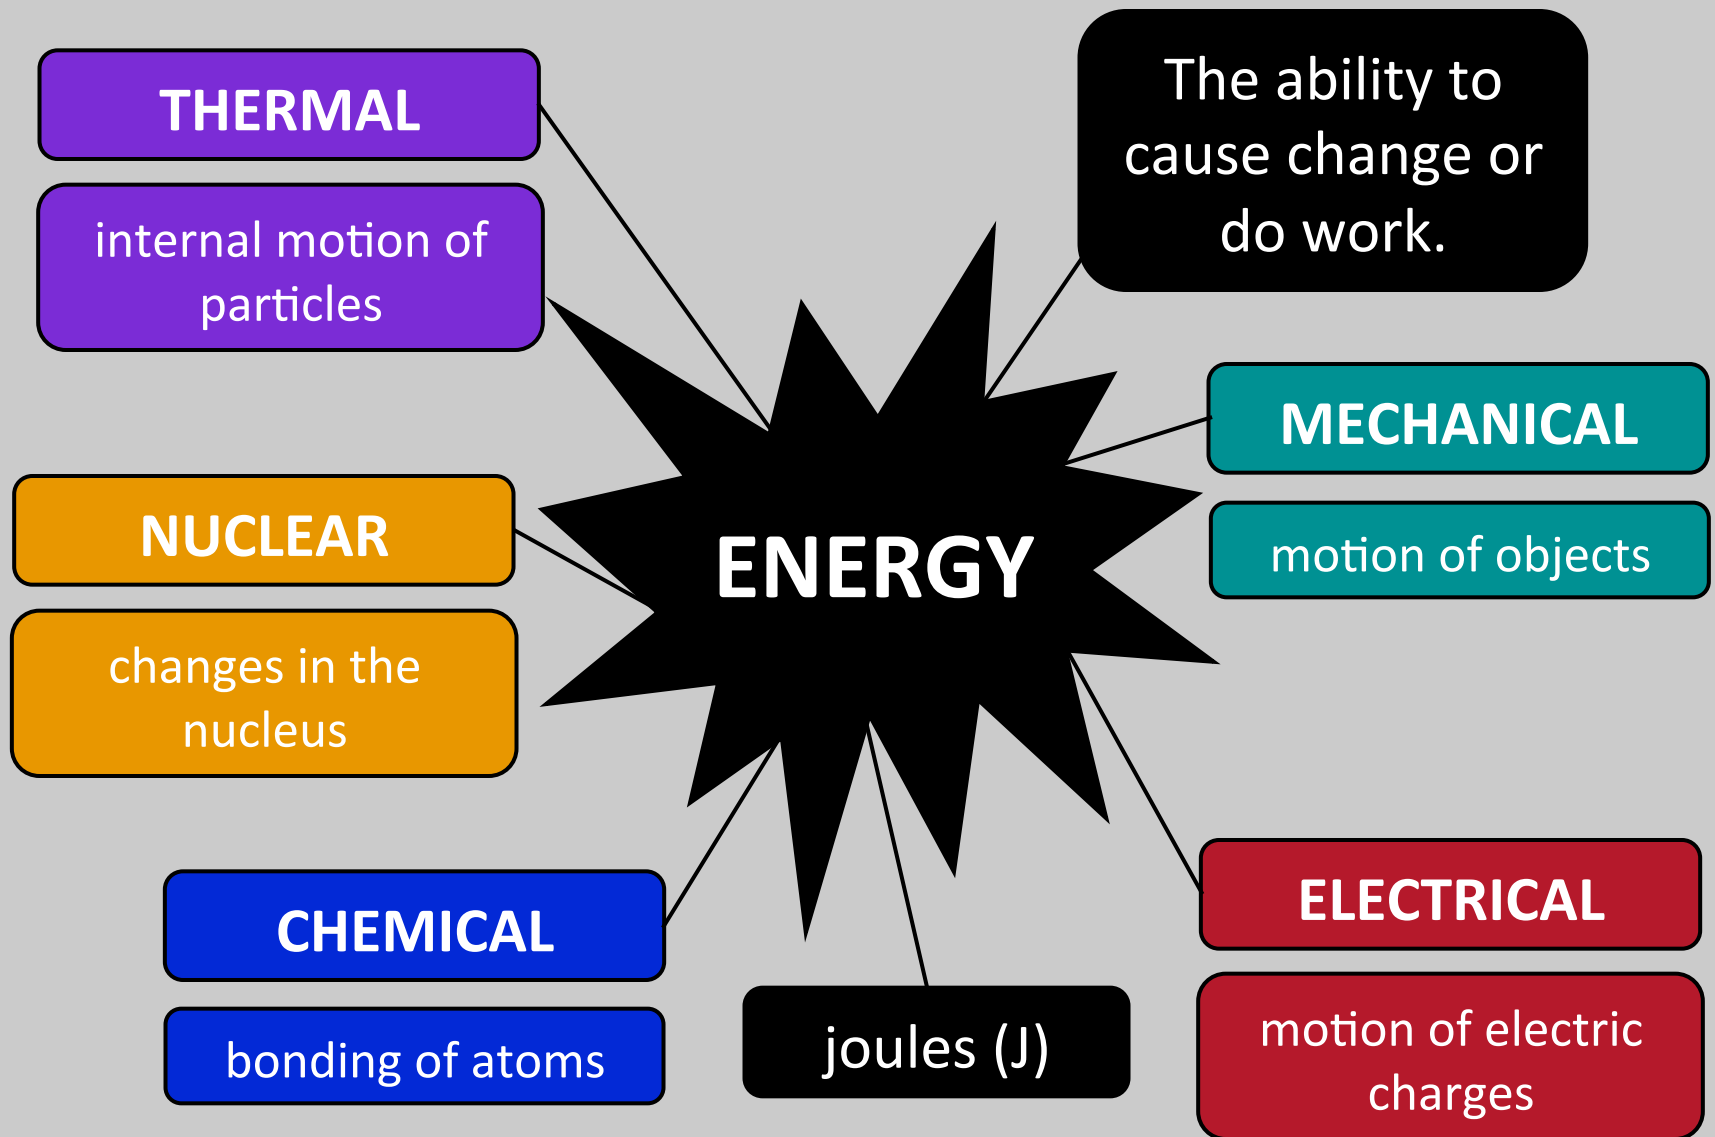 THERMAL
internal motion of
particles
The ability to
cause change or
do work.
MECHANICAL
motion of objects
NUCLEAR
changes in the
nucleus
ENERGY
CHEMICAL
bonding of atoms
joules (J)
ELECTRICAL
motion of electric
charges